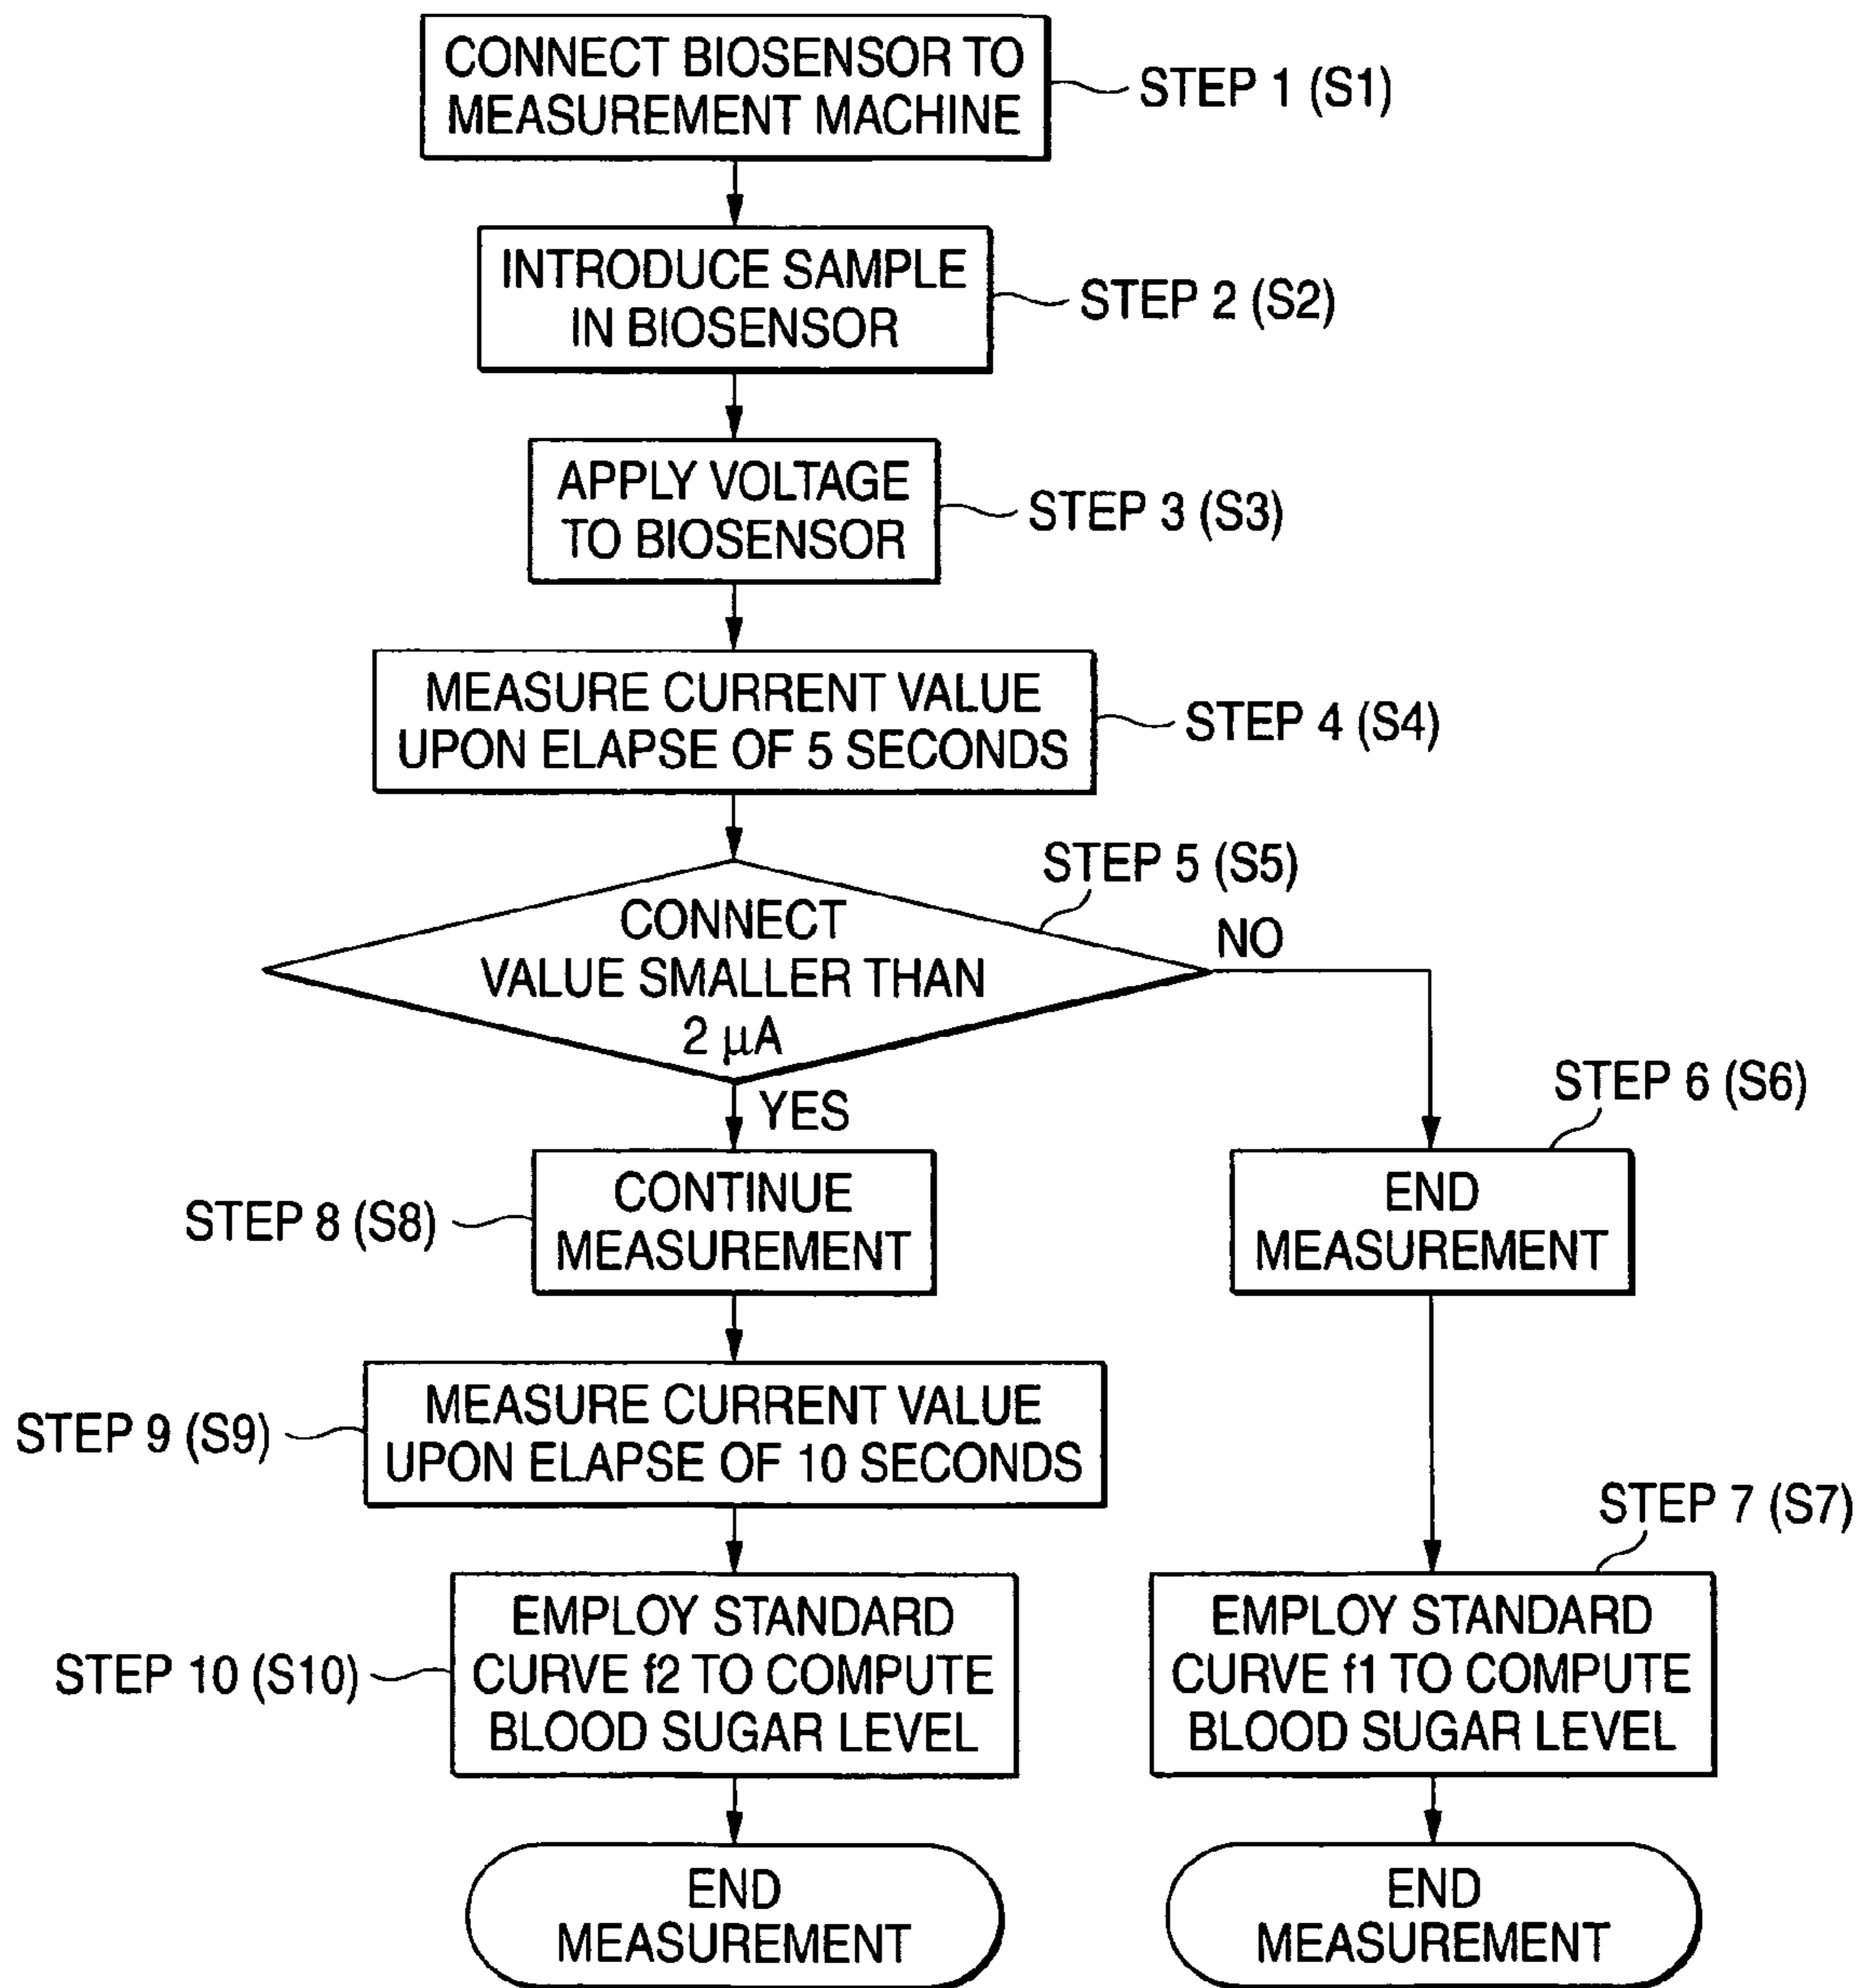 CONNECT BIOSENSOR TO
MEASUREMENT MACHINE
STEP 1 (S1)
INTRODUCE SAMPLE
IN BIOSENSOR
STEP 2 (S2)
APPLY VOLTAGE
TO BIOSENSOR
STEP 3 (S3)
MEASURE CURRENT VALUE
UPON ELAPSE OF 5 SECONDS
STEP 4 (S4)
STEP 5 (S5)
CONNECT
VALUE SMALLER THAN
2 μA
NO
YES
STEP 6 (S6)
END
MEASUREMENT
STEP 8 (S8)
CONTINUE
MEASUREMENT
STEP 9 (S9)
MEASURE CURRENT VALUE
UPON ELAPSE OF 10 SECONDS
STEP 7 (S7)
EMPLOY STANDARD
CURVE f1 TO COMPUTE
BLOOD SUGAR LEVEL
STEP 10 (S10)
EMPLOY STANDARD
CURVE f2 TO COMPUTE
BLOOD SUGAR LEVEL
END
MEASUREMENT
END
MEASUREMENT